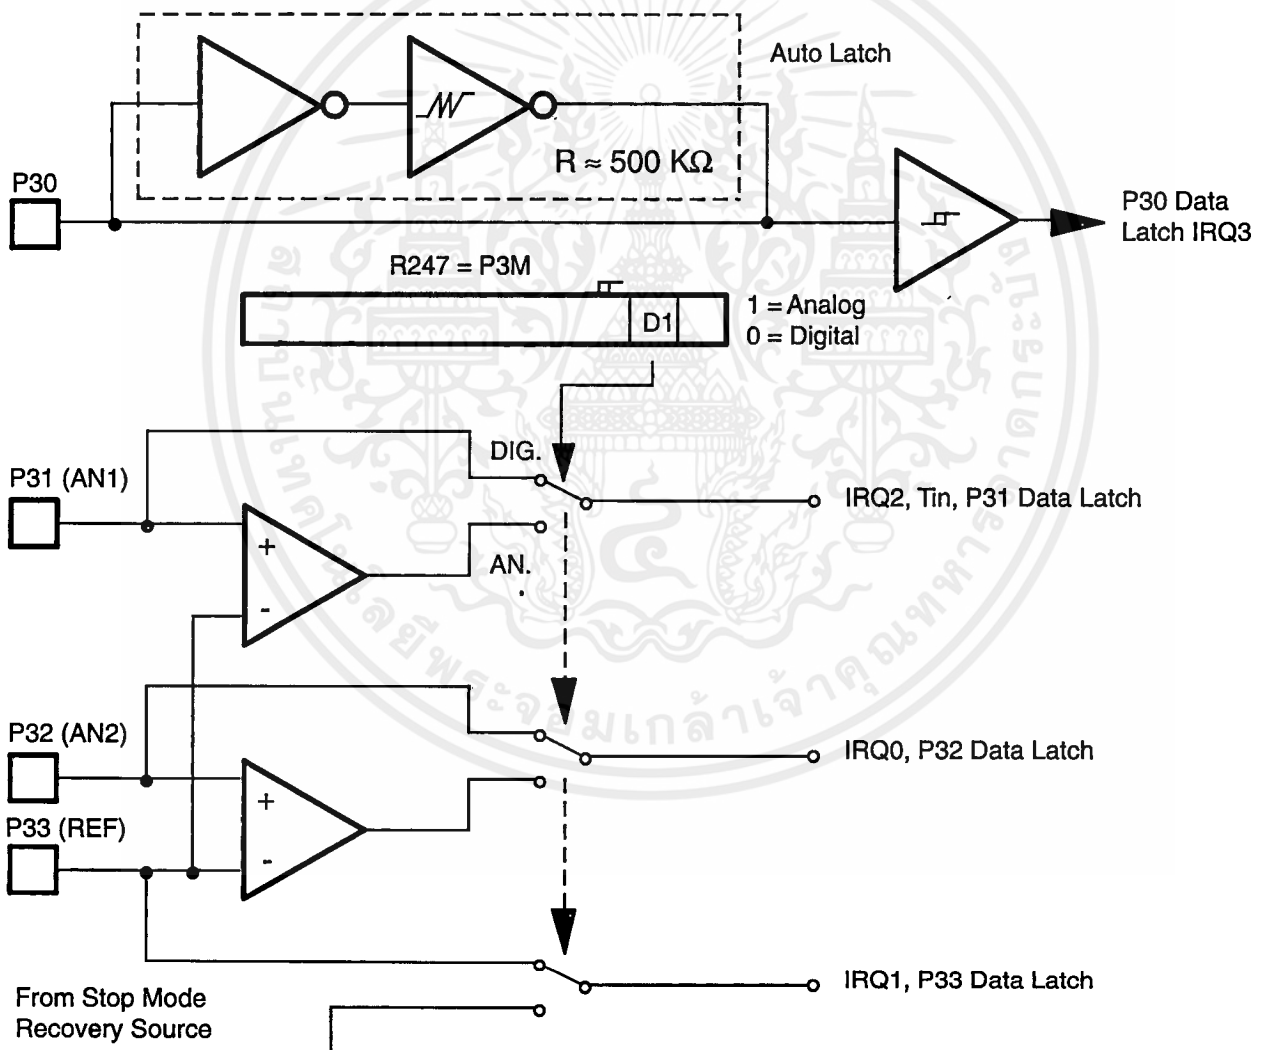 Auto Latch
R ≈ 500 KΩ
P30
P30 Data
Latch IRQ3
R247 = P3M
D1
1 = Analog
0 = Digital
DIG.
P31 (AN1)
IRQ2, Tin, P31 Data Latch
+
AN.
-
P32 (AN2)
IRQ0, P32 Data Latch
+
P33 (REF)
-
IRQ1, P33 Data Latch
From Stop Mode
Recovery Source